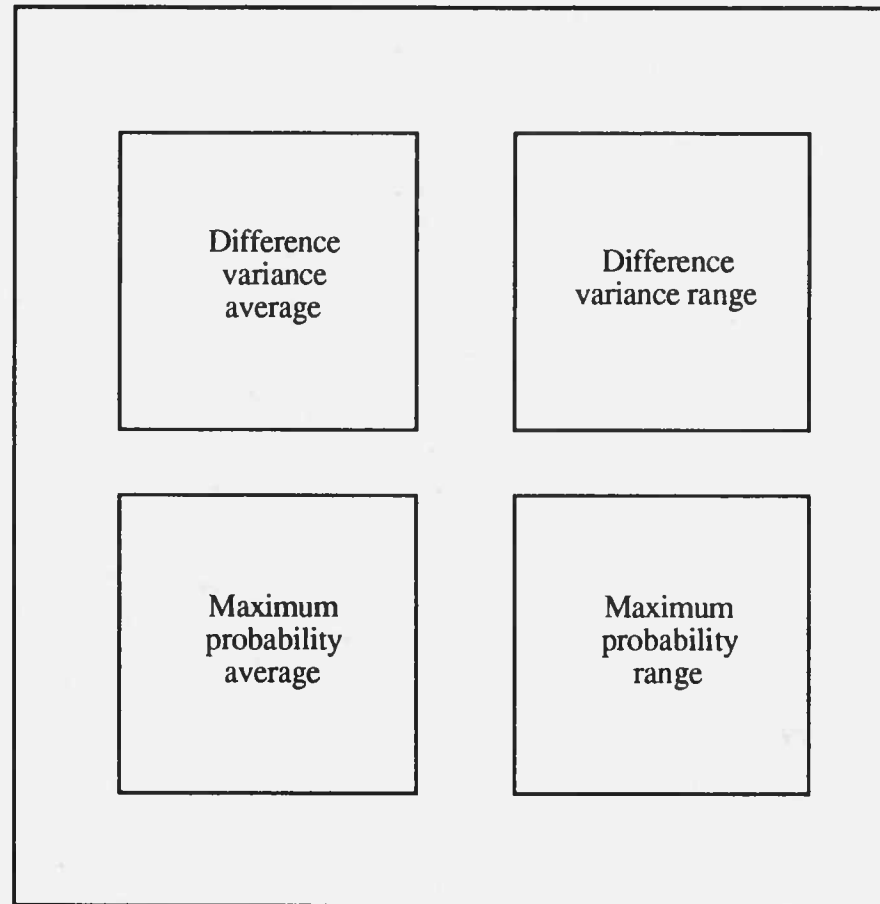 Difference
variance
average
Difference
variance range
Maximum
probability
average
Maximum
probability
range